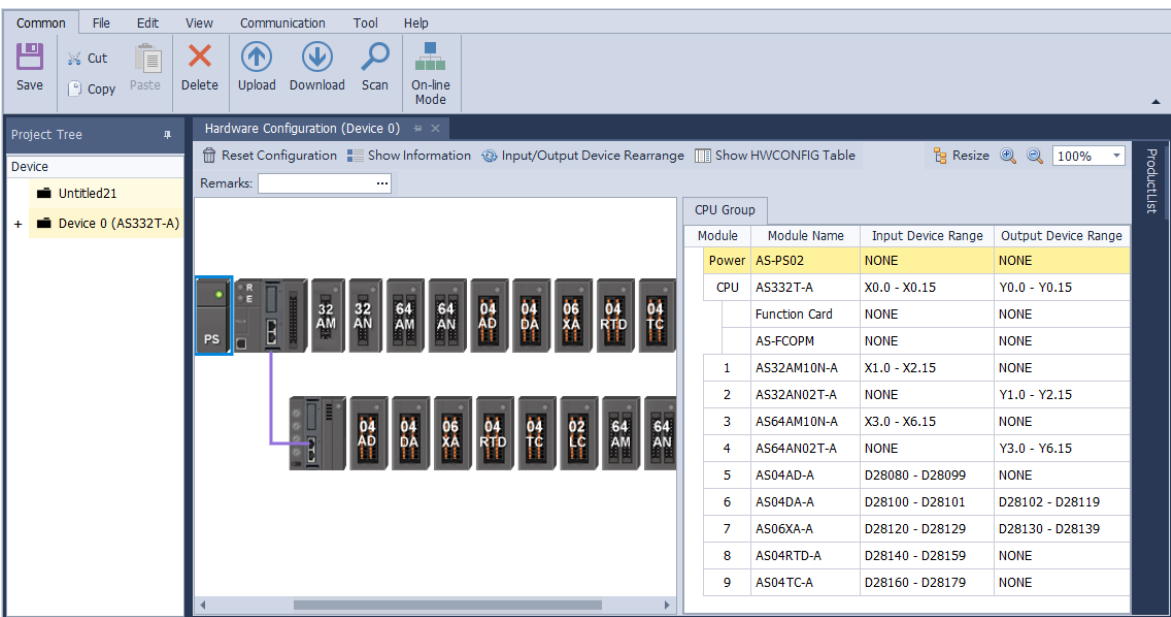 Common File Edit View Communication Tool Help
Save Cut Copy Paste Delete Upload Download Scan On-line Mode
Project Tree
Device
Untitled21
+ Device 0 (AS332T-A)
Hardware Configuration (Device 0)
Reset Configuration Show Information Input/Output Device Rearrange Show HWCONFIG Table Resize 100%
Remarks: ...
ProductList
PS R E 32 AM 32 AN 64 AM 64 AN 04 AD 04 DA 06 XA 04 RTD 04 TC
04 AD 04 DA 06 XA 04 RTD 04 TC 02 LC 64 AM 64 AN
CPU Group
Module Module Name Input Device Range Output Device Range
Power AS-PS02 NONE NONE
CPU AS332T-A X0.0 - X0.15 Y0.0 - Y0.15
Function Card NONE NONE
AS-FCOPM NONE NONE
1 AS32AM10N-A X1.0 - X2.15 NONE
2 AS32AN02T-A NONE Y1.0 - Y2.15
3 AS64AM10N-A X3.0 - X6.15 NONE
4 AS64AN02T-A NONE Y3.0 - Y6.15
5 AS04AD-A D28080 - D28099 NONE
6 AS04DA-A D28100 - D28101 D28102 - D28119
7 AS06XA-A D28120 - D28129 D28130 - D28139
8 AS04RTD-A D28140 - D28159 NONE
9 AS04TC-A D28160 - D28179 NONE